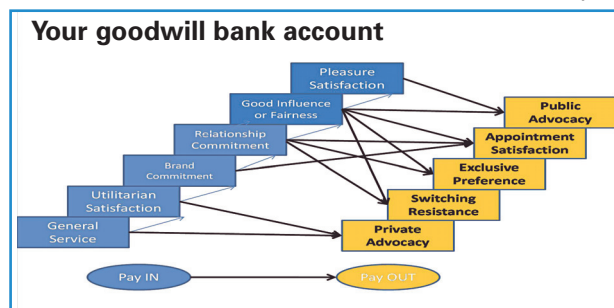 Your goodwill bank account
Pleasure
Satisfaction
Good Influence
or Fairness
Relationship
Commitment
Brand
Commitment
Utilitarian
Satisfaction
General
Service
Public
Advocacy
Appointment
Satisfaction
Exclusive
Preference
Switching
Resistance
Private
Advocacy
Pay IN
Pay OUT